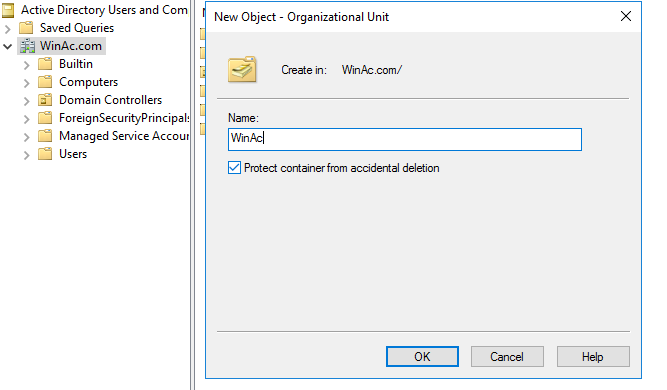 Active Directory Users and Comp
Saved Queries
WinAc.com
Builtin
Computers
Domain Controllers
ForeignSecurityPrincipals
Managed Service Accour
Users
New Object - Organizational Unit
Create in: WinAc.com/
Name:
WinAc
Protect container from accidental deletion
OK
Cancel
Help